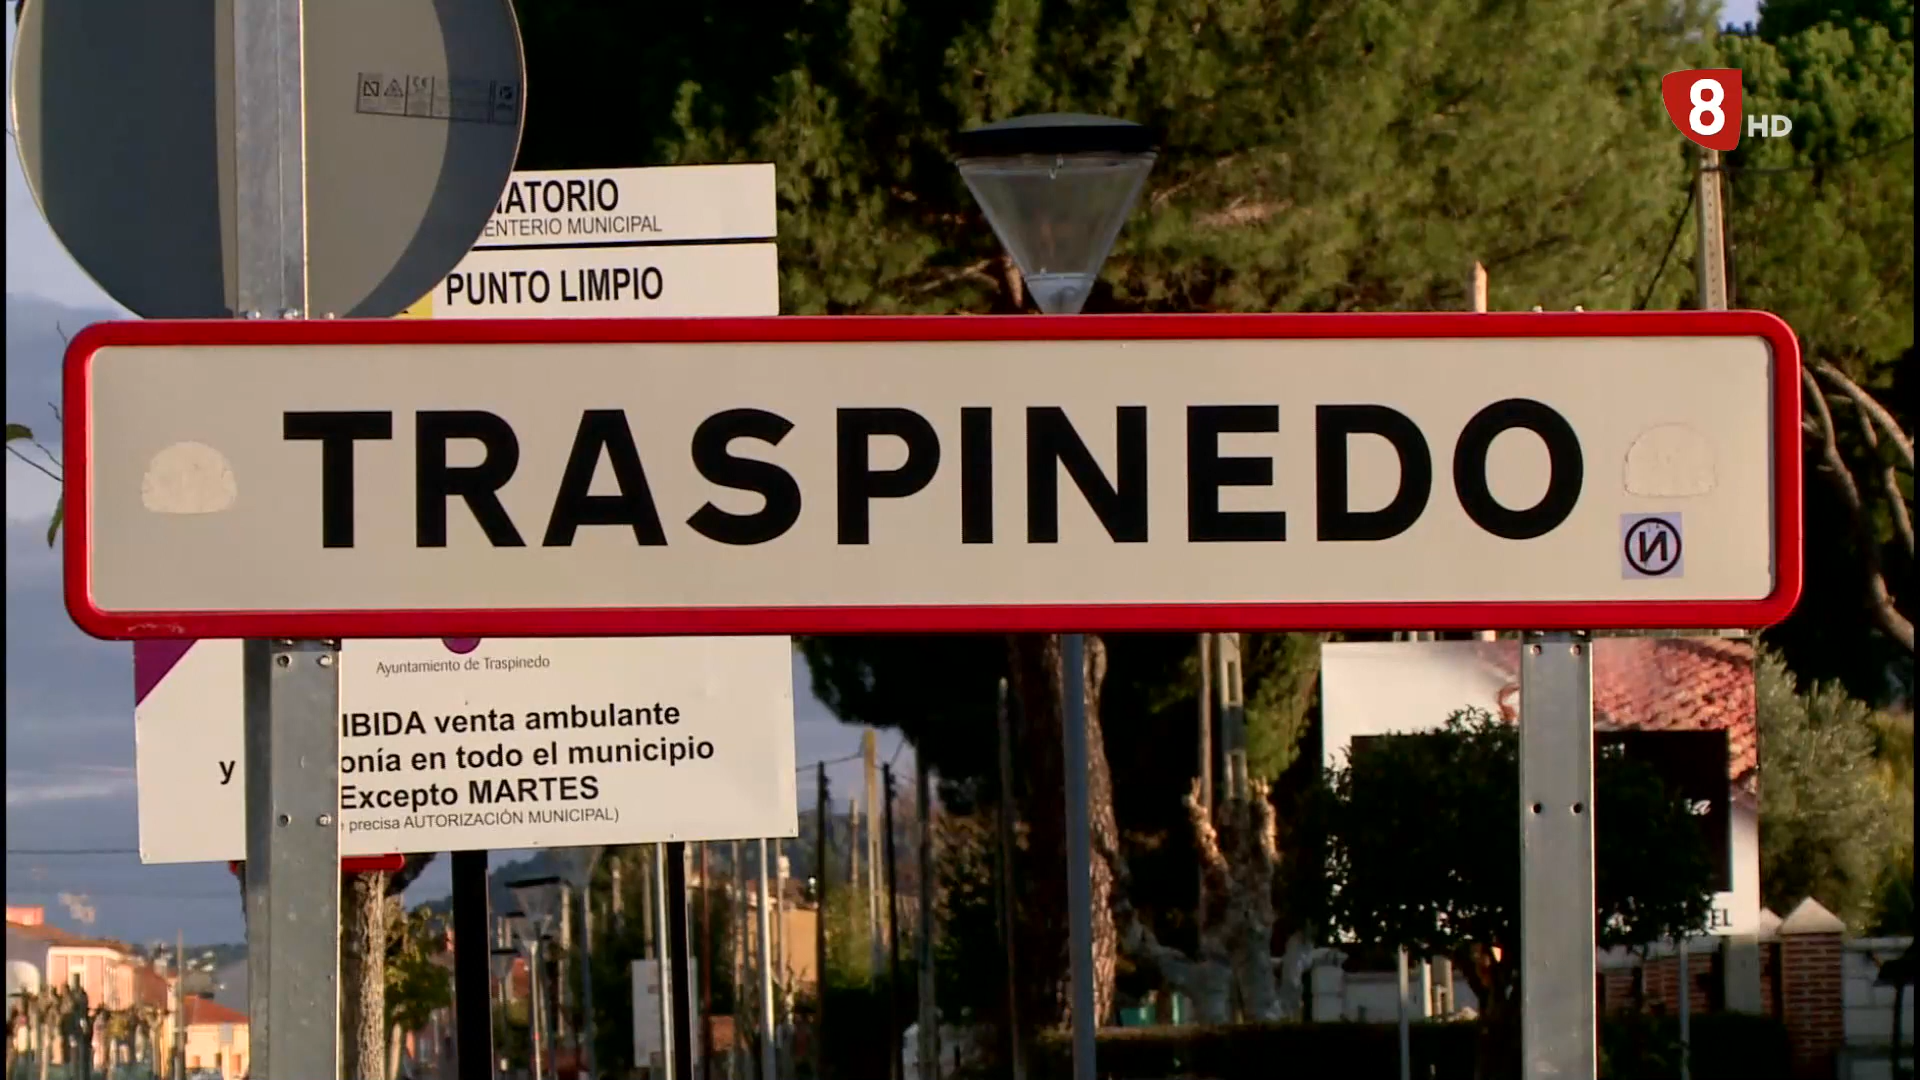 8 HD
ENTERIO MUNICIPAL
PUNTO LIMPIO
TRASPINEDO
Ayuntamiento de Traspinedo
IBIDA venta ambulante
y onía en todo el municipio
Excepto MARTES
precisa AUTORIZACIÓN MUNICIPAL)
EL